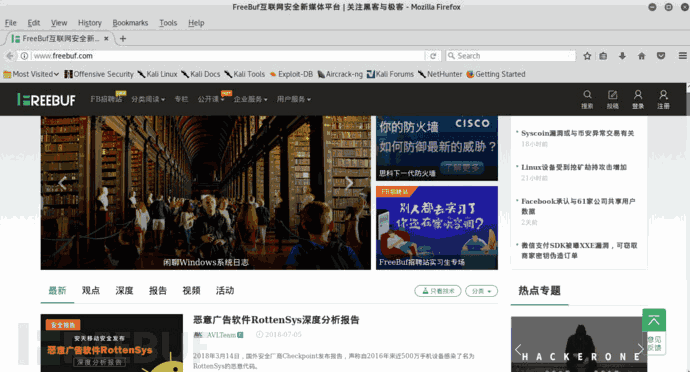 FreeBuf互联网安全新媒体平台 | 关注黑客与极客 - Mozilla Firefox
File Edit View History Bookmarks Tools Help
FreeBuf互联网安全新...
www.freebuf.com
Search
Most Visited Offensive Security Kali Linux Kali Docs Kali Tools Exploit-DB Aircrack-ng Kali Forums NetHunter Getting Started
REEBUF FB招聘站 分类阅读 专栏 公开课 企业服务 用户服务
搜索 投稿 登录 注册
你的防火墙
CISCO
如何防御最新的威胁?
了解更多
思科下一代防火墙
FB招聘站
别人都去实习了
你还在家收啥?
FreeBuf招聘站实习生专场
闲聊Windows系统日志
Syscoin漏洞或与币安异常交易有关
18小时前
Linux设备受到挖矿劫持攻击增加
21小时前
Facebook承认与61家公司共享用户数据
2天前
微信支付SDK被曝XXE漏洞,可窃取商家密钥伪造订单
最新 观点 深度 报告 视频 活动
只看技术 分类
热点专题
安全报告
安天移动安全发布
恶意广告软件RottenSys
深度分析报告
恶意广告软件RottenSys深度分析报告
AVLTeam 2018-07-05
2018年3月14日,国外安全厂商Checkpoint发布报告,声称自2016年来近500万手机设备感染了名为
RottenSys的恶意代码。
HACKERONE
意见
反馈
FREEBUF